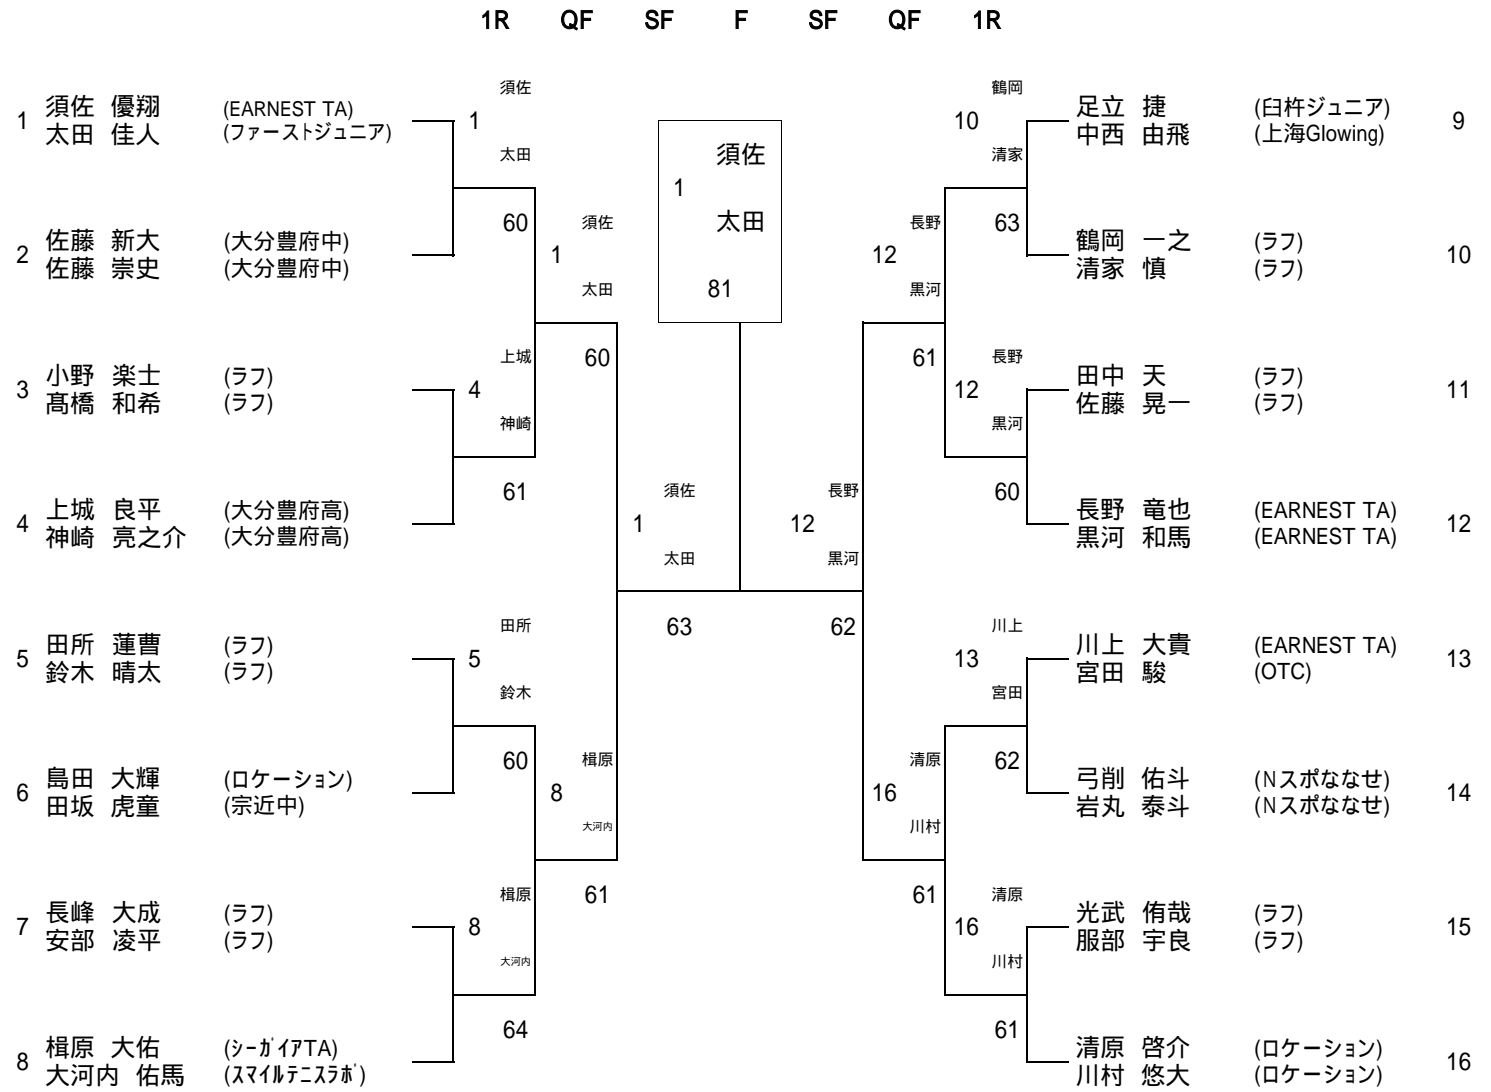 1R QF SF F SF QF 1R
須佐
1 須佐 優翔 (EARNEST TA)
太田 佳人 (ファーストジュニア)
1
太田
60
2 佐藤 新大 (大分豊府中)
佐藤 崇史 (大分豊府中)
須佐
1
太田
60
上城
3 小野 楽士 (ラフ)
髙橋 和希 (ラフ)
4
神崎
61
4 上城 良平 (大分豊府高)
神崎 亮之介 (大分豊府高)
須佐
1
太田
63
田所
5 田所 蓮曹 (ラフ)
鈴木 晴太 (ラフ)
5
鈴木
60
6 島田 大輝 (ロケーション)
田坂 虎童 (宗近中)
楫原
8
大河内
61
楫原
7 長峰 大成 (ラフ)
安部 凌平 (ラフ)
8
大河内
64
8 楫原 大佑 (シーガイアTA)
大河内 佑馬 (スマイルテニスラボ)
須佐
1
太田
81
鶴岡
10
清家
足立 捷 (臼杵ジュニア) 9
中西 由飛 (上海Glowing)
63
長野
12
黒河
61
鶴岡 一之 (ラフ) 10
清家 慎 (ラフ)
長野
12
黒河
田中 天 (ラフ) 11
佐藤 晃一 (ラフ)
60
長野
12
黒河
62
長野 竜也 (EARNEST TA) 12
黒河 和馬 (EARNEST TA)
川上
13
宮田
川上 大貴 (EARNEST TA) 13
宮田 駿 (OTC)
62
清原
16
川村
61
弓削 佑斗 (Nスポななせ) 14
岩丸 泰斗 (Nスポななせ)
清原
16
川村
光武 侑哉 (ラフ) 15
服部 宇良 (ラフ)
61
清原 啓介 (ロケーション) 16
川村 悠大 (ロケーション)